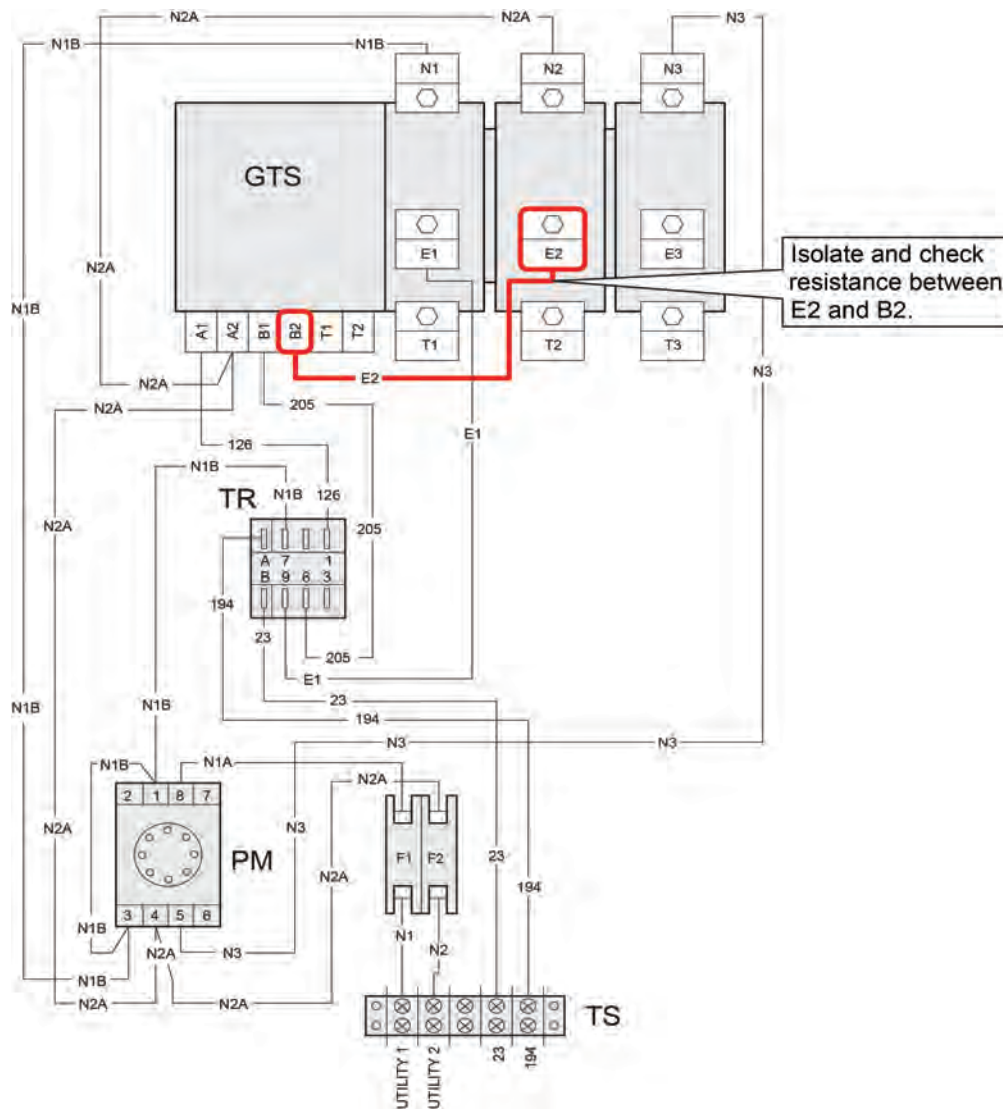 N2A N2A N3
N1B N1B
N1 N2 N3
GTS
E1 E2 E3
Isolate and check
resistance between
E2 and B2.
N2A
N1B
A1 A2 B1 B2 T1 T2
T1 T2 T3
N2A E2 N3
N2A 205
E1
126
N1B N1B 126
TR
N2A 205
A 7 1
B 9 6 3
194
23
205
E1
23
N1B N1B 194
N3 N3
N1B N1A N2A
2 1 8 7
N2A N3
PM F1 F2 23
N2A 194
3 4 5 6
N1B N1 N2
N2A N3
N1B
N2A N2A
TS
UTILITY 1 UTILITY 2 23 194